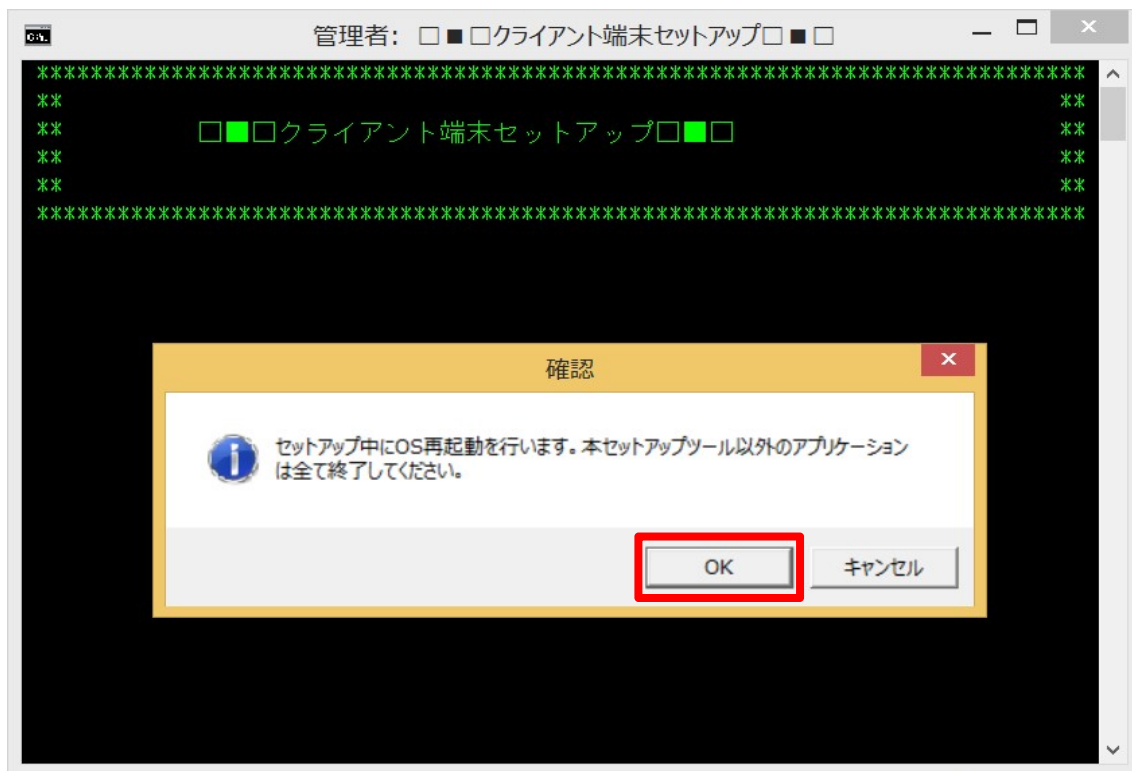 管理者: □■□クライアント端末セットアップ□■□
******************************************************************************
** **
** □■□クライアント端末セットアップ□■□ **
** **
** **
******************************************************************************
確認
セットアップ中にOS再起動を行います。本セットアップツール以外のアプリケーション
は全て終了してください。
OK キャンセル